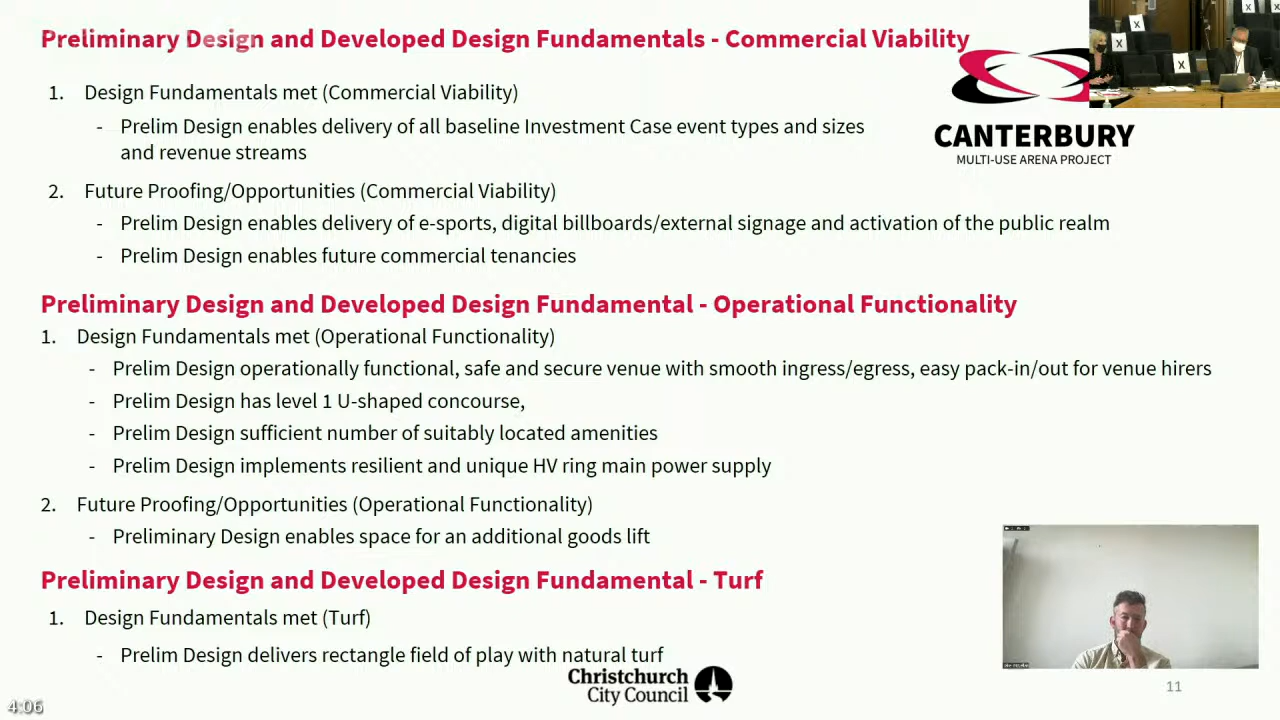 Preliminary Design and Developed Design Fundamentals - Commercial Viability
1. Design Fundamentals met (Commercial Viability)
- Prelim Design enables delivery of all baseline Investment Case event types and sizes
and revenue streams
2. Future Proofing/Opportunities (Commercial Viability)
- Prelim Design enables delivery of e-sports, digital billboards/external signage and activation of the public realm
- Prelim Design enables future commercial tenancies
CANTERBURY
MULTI-USE ARENA PROJECT
X
X
X
X
X
Preliminary Design and Developed Design Fundamental - Operational Functionality
1. Design Fundamentals met (Operational Functionality)
- Prelim Design operationally functional, safe and secure venue with smooth ingress/egress, easy pack-in/out for venue hirers
- Prelim Design has level 1 U-shaped concourse,
- Prelim Design sufficient number of suitably located amenities
- Prelim Design implements resilient and unique HV ring main power supply
2. Future Proofing/Opportunities (Operational Functionality)
- Preliminary Design enables space for an additional goods lift
Preliminary Design and Developed Design Fundamental - Turf
1. Design Fundamentals met (Turf)
- Prelim Design delivers rectangle field of play with natural turf
Christchurch
City Council
11
4:06